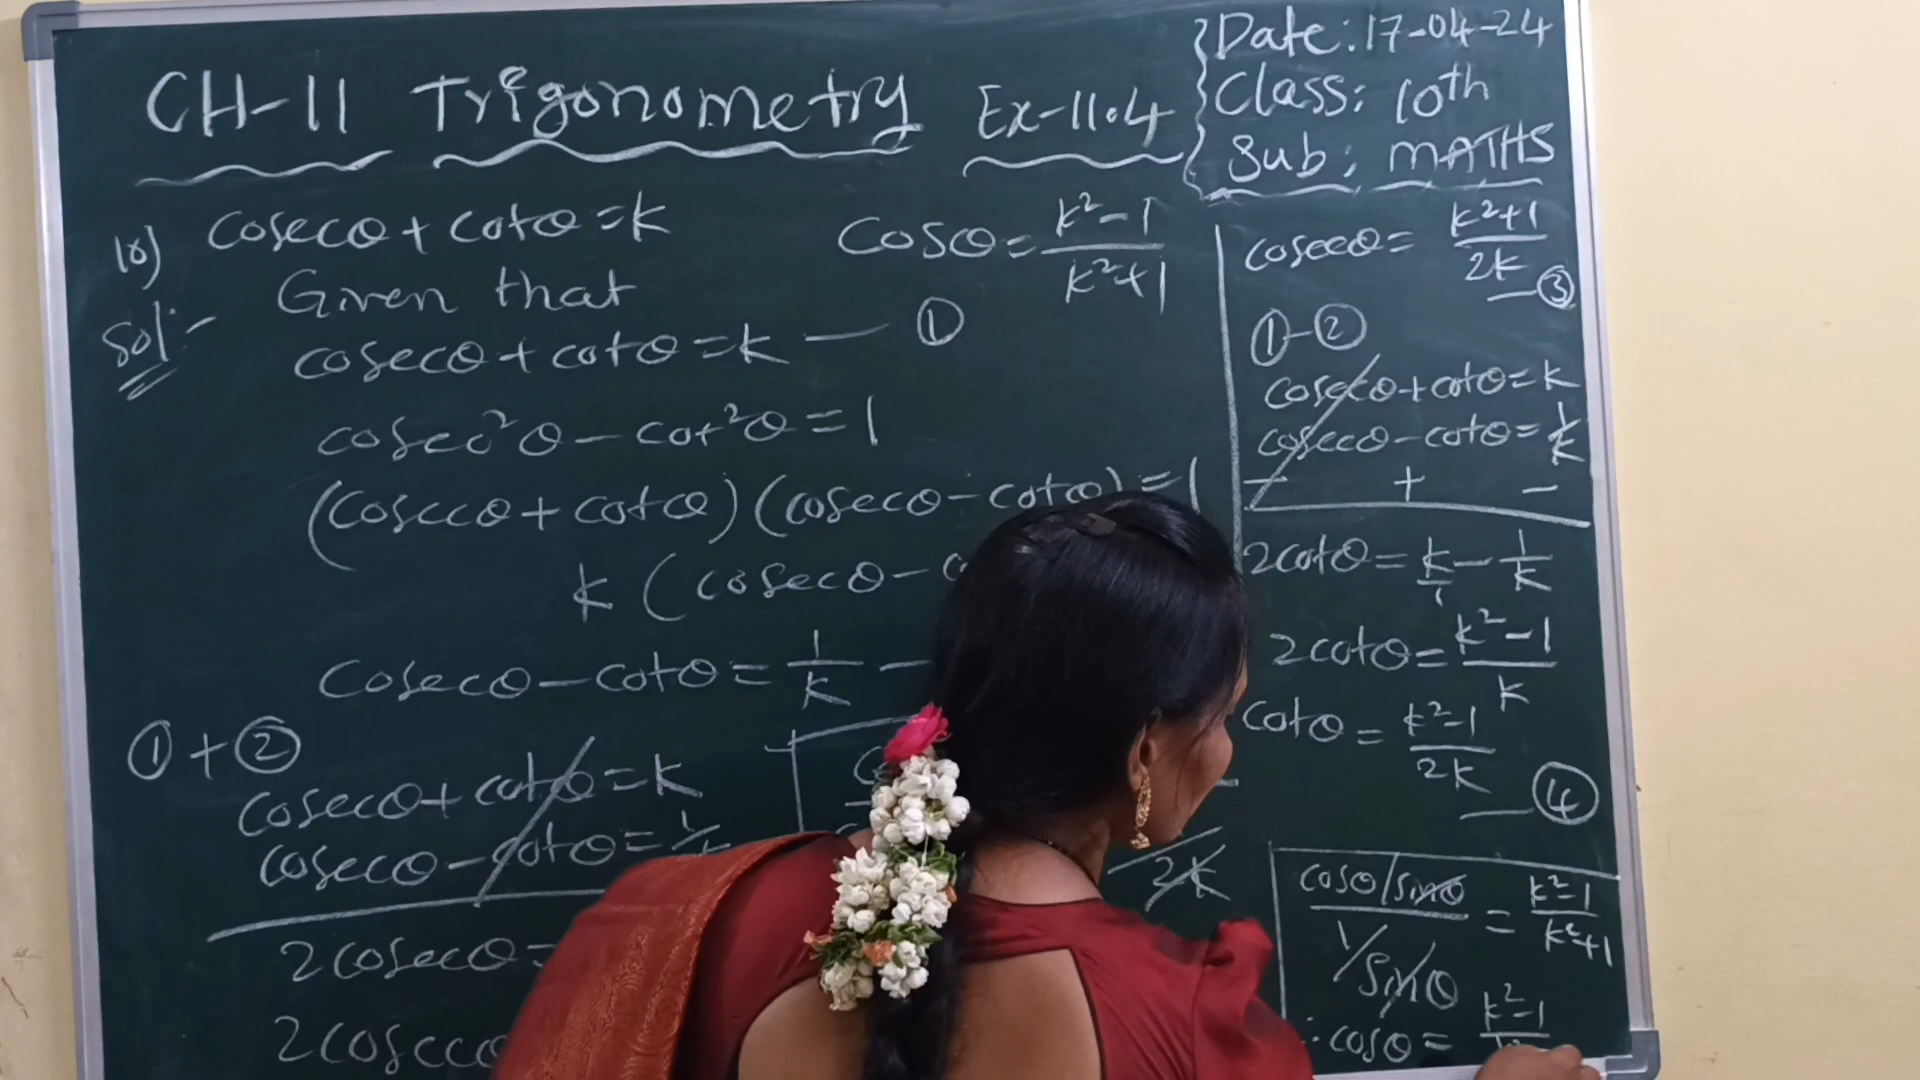 CH-11 Trigonometry Ex-11.4
Date: 17-04-24
Class: 10th
Sub: MATHS
10) cosecθ + cotθ = k
cosθ = k²-1/k²+1
Sol:- Given that
cosecθ + cotθ = k — ①
cosec²θ - cot²θ = 1
(cosecθ + cotθ) (cosecθ - cotθ) = 1
k (cosecθ -
cosecθ - cotθ = 1/k —
① + ②
cosecθ + cotθ = k
cosecθ - cotθ = 1/k
2cosecθ =
2cosecθ
2k
cosecθ = k²+1/2k — ③
① - ②
cosecθ + cotθ = k
cosecθ - cotθ = 1/k
- + -
2cotθ = k/1 - 1/k
2cotθ = k²-1/k
cotθ = k²-1/2k
— ④
cosθ/sinθ / 1/sinθ = k²-1/k²+1
∴ cosθ = k²-1